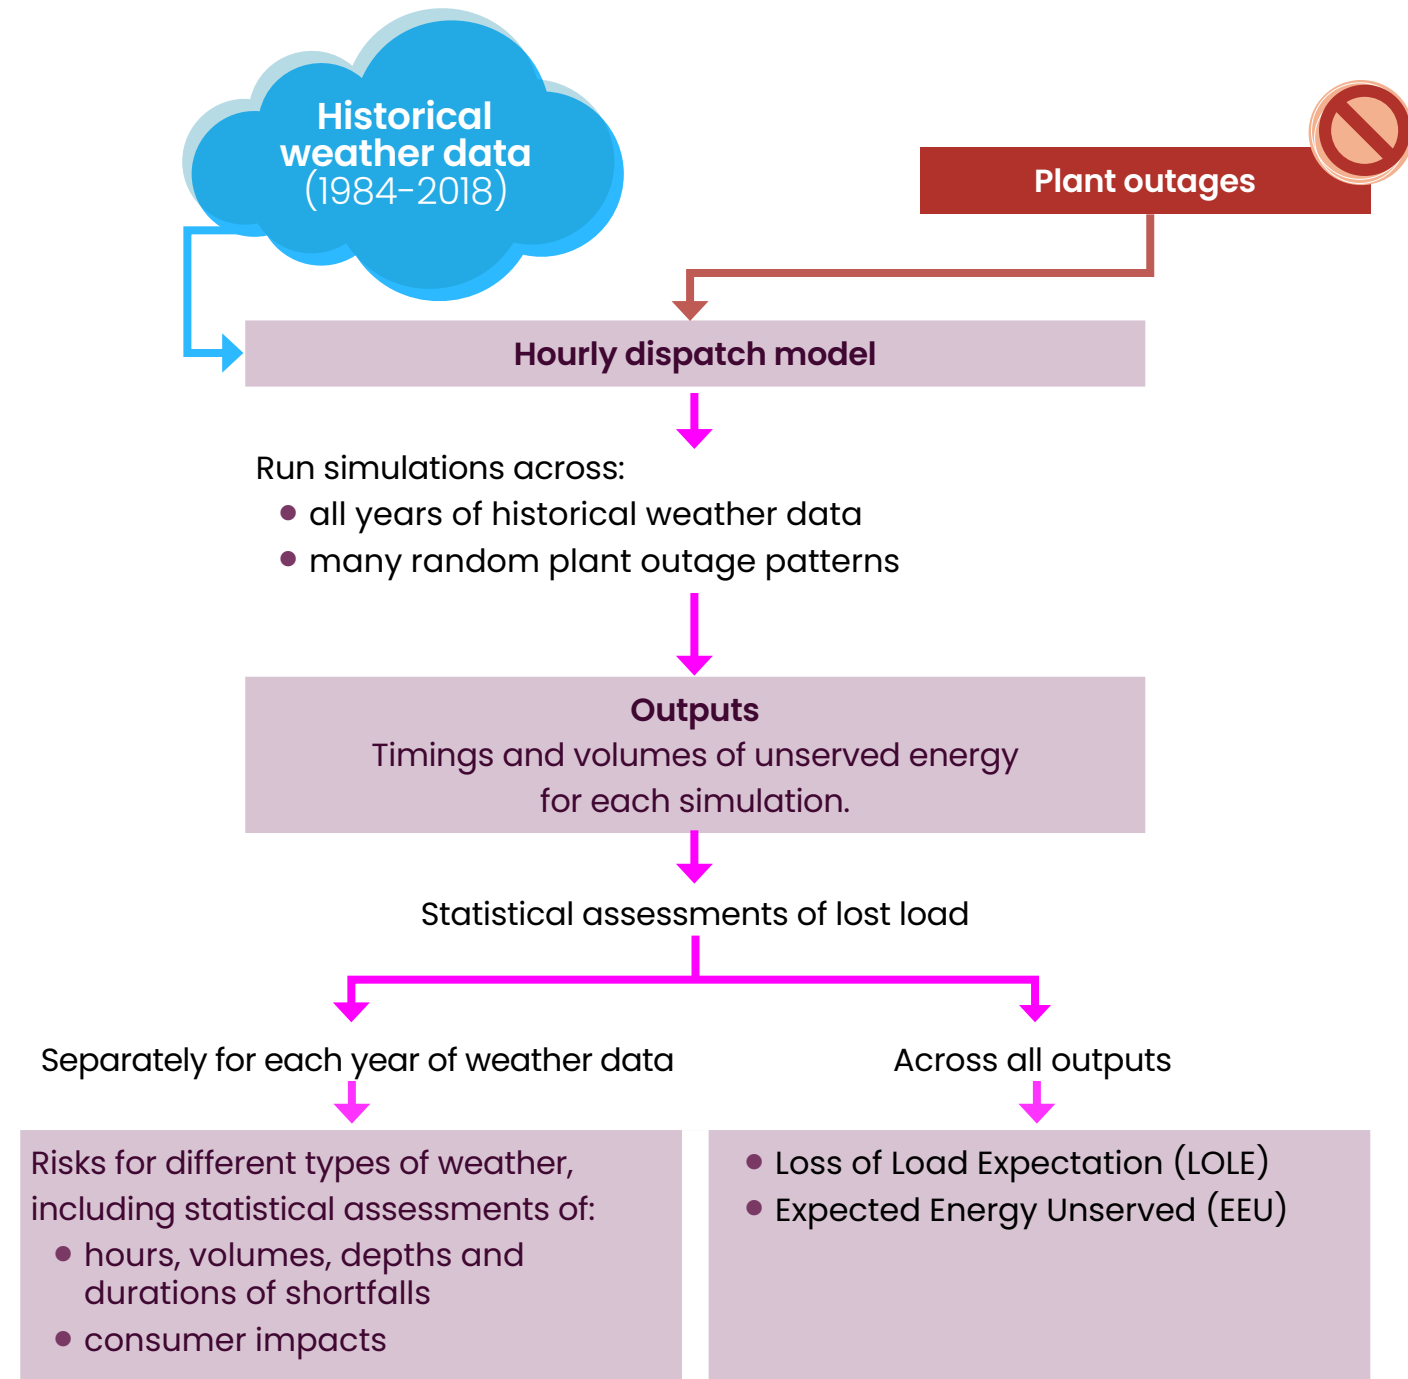 Historical
weather data
(1984-2018)
Plant outages
Hourly dispatch model
Run simulations across:
• all years of historical weather data
• many random plant outage patterns
Outputs
Timings and volumes of unserved energy
for each simulation.
Statistical assessments of lost load
Separately for each year of weather data
Across all outputs
Risks for different types of weather,
including statistical assessments of:
• hours, volumes, depths and
durations of shortfalls
• consumer impacts
• Loss of Load Expectation (LOLE)
• Expected Energy Unserved (EEU)